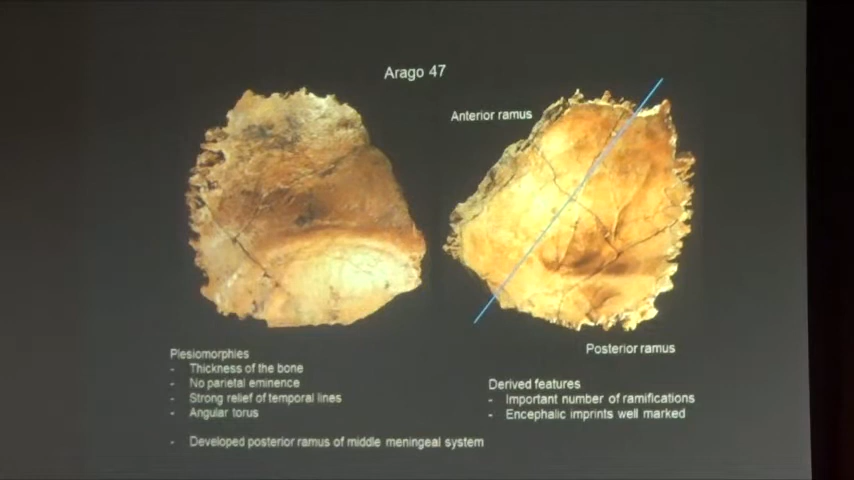 Arago 47
Anterior ramus
Posterior ramus
Plesiomorphies
- Thickness of the bone
- No parietal eminence
- Strong relief of temporal lines
- Angular torus
- Developed posterior ramus of middle meningeal system
Derived features
- Important number of ramifications
- Encephalic imprints well marked